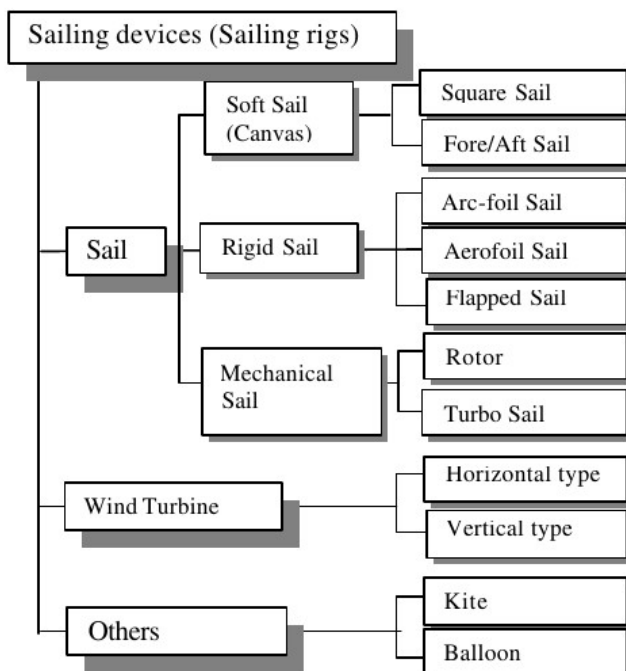 Sailing devices (Sailing rigs)
Soft Sail
(Canvas)
Square Sail
Fore/Aft Sail
Sail
Rigid Sail
Arc-foil Sail
Aerofoil Sail
Flapped Sail
Mechanical
Sail
Rotor
Turbo Sail
Wind Turbine
Horizontal type
Vertical type
Others
Kite
Balloon